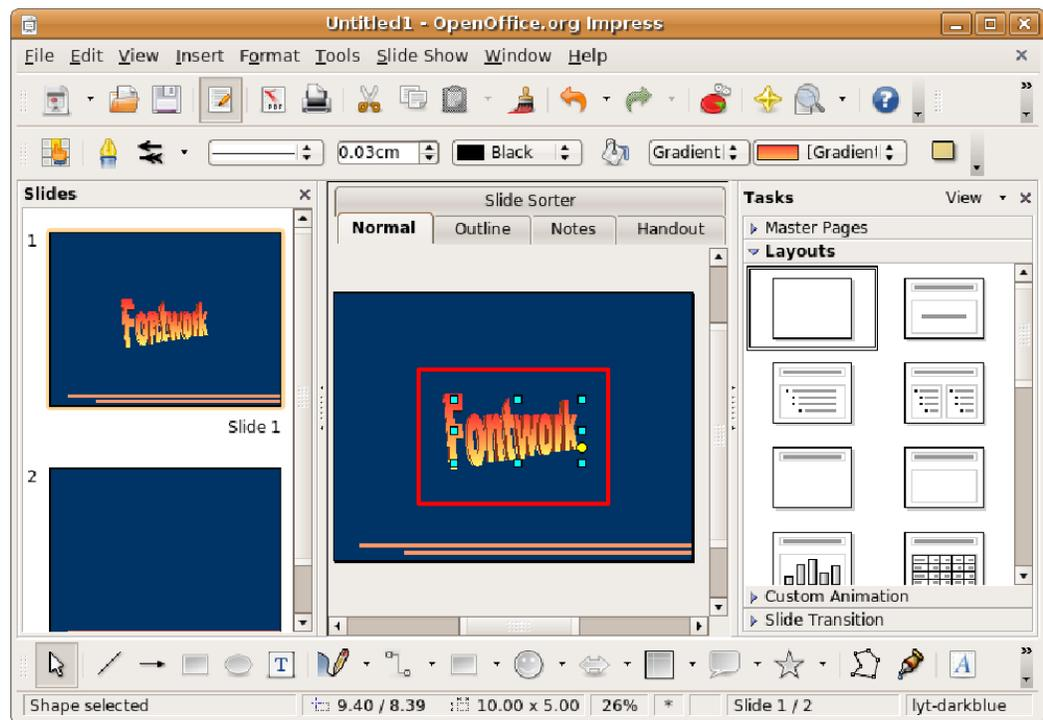 Untitled1 - OpenOffice.org Impress
File Edit View Insert Format Tools Slide Show Window Help
PDF
0.03cm Black Gradient [Gradient
Slides
1
Fontwork
Slide 1
2
Slide Sorter
Normal Outline Notes Handout
Fontwork
Tasks View
Master Pages
Layouts
Custom Animation
Slide Transition
T A
Shape selected 9.40 / 8.39 10.00 x 5.00 26% * Slide 1 / 2 lyt-darkblue